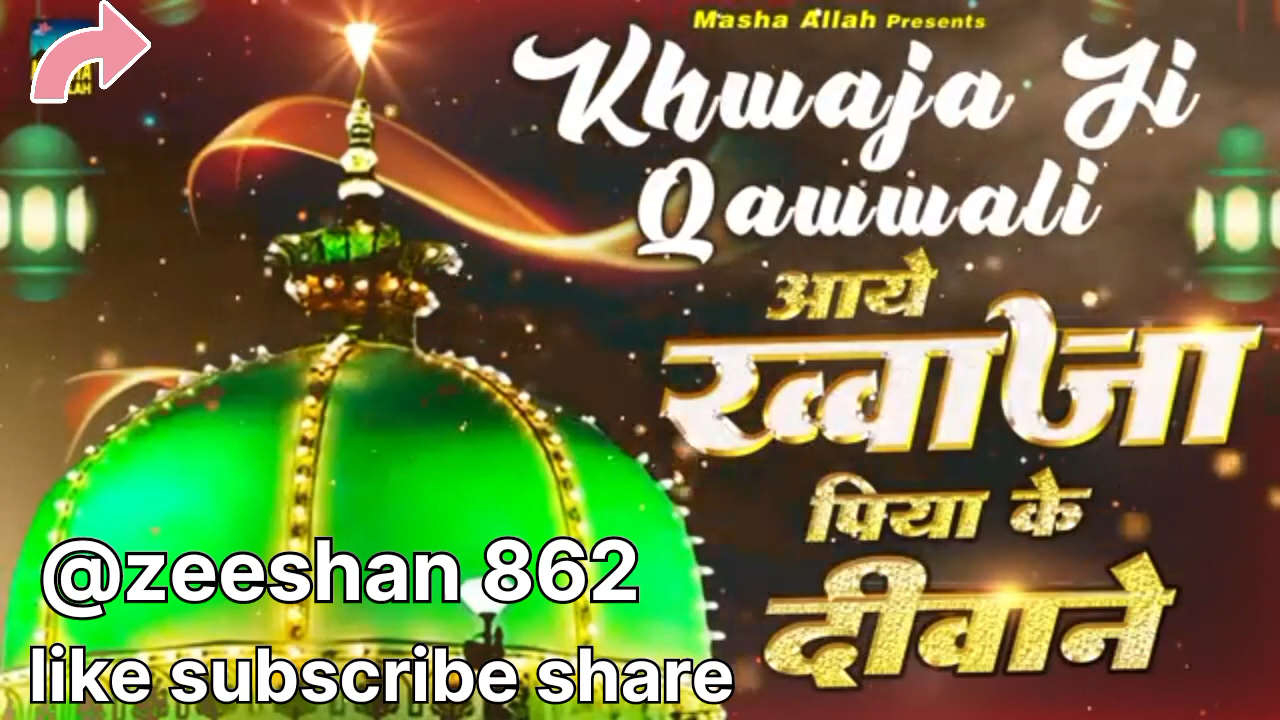 Masha Allah Presents
Khwaja Ji
Qawwali
आये
ख्वाजा
पिया के
दीवाने
@zeeshan 862
like subscribe share